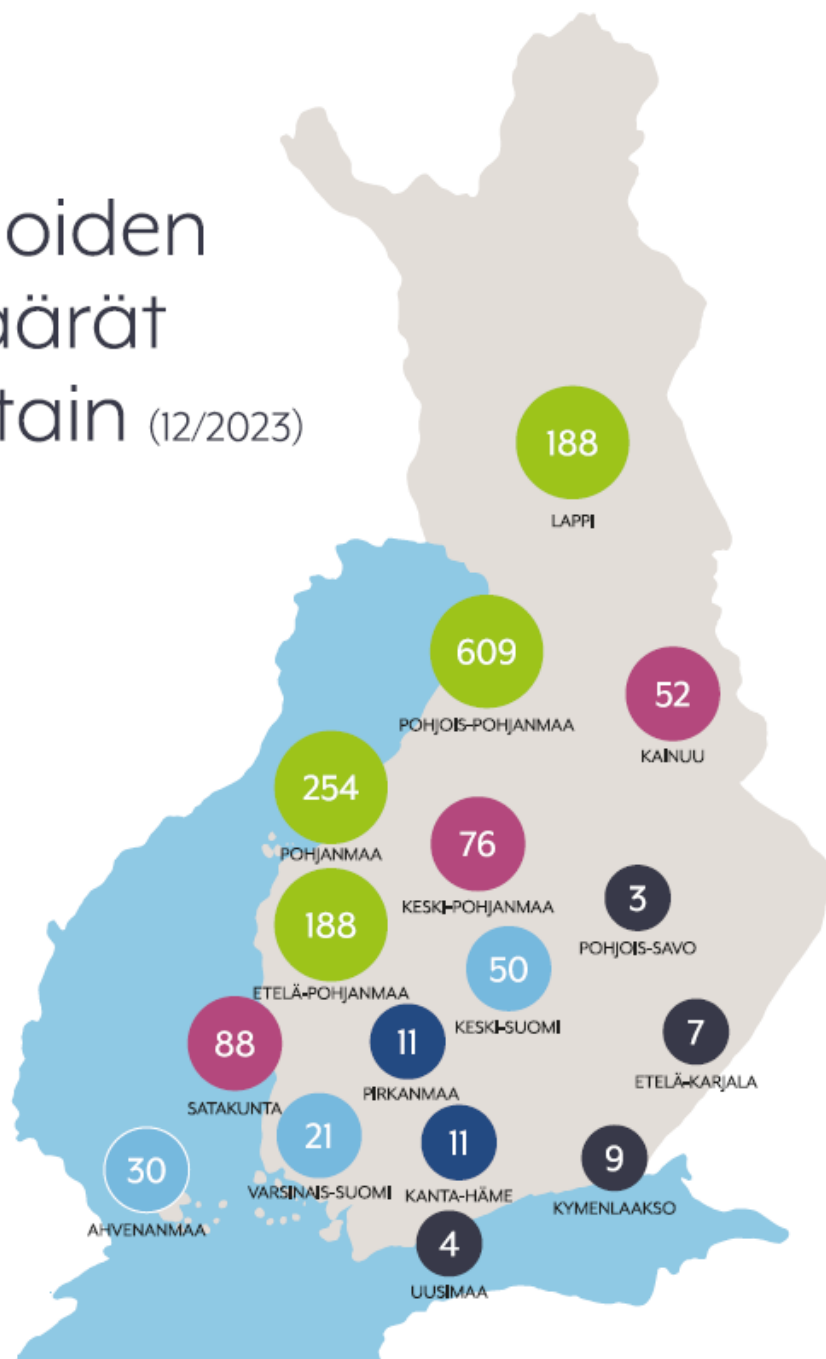 oiden
äärät
tain (12/2023)
188
LAPPI
609
POHJOIS-POHJANMAA
52
KAINUU
254
POHJANMAA
76
KESKI-POHJANMAA
3
POHJOIS-SAVO
188
ETELÄ-POHJANMAA
50
KESKI-SUOMI
88
SATAKUNTA
11
PIRKANMAA
7
ETELÄ-KARJALA
30
AHVENANMAA
21
VARSINAIS-SUOMI
11
KANTA-HÄME
9
KYMENLAAKSO
4
UUSIMAA